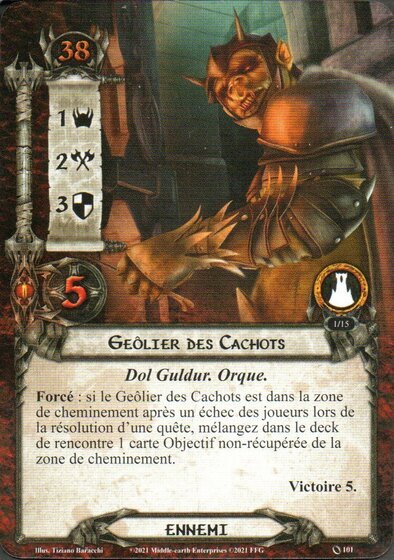 38
1
2
3
5
1/15
Geôlier des Cachots
Dol Guldur. Orque.
Forcé : si le Geôlier des Cachots est dans la zone
de cheminement après un échec des joueurs lors de
la résolution d'une quête, mélangez dans le deck
de rencontre 1 carte Objectif non-récupérée de la
zone de cheminement.
Victoire 5.
ENNEMI
Illus. Tiziano Baracchi ©2021 Middle-earth Enterprises ©2021 FFG 101